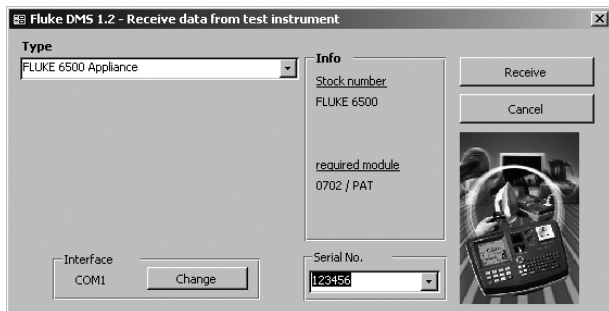 Fluke DMS 1.2 - Receive data from test instrument
Type
FLUKE 6500 Appliance
Info
Stock number
FLUKE 6500
required module
0702 / PAT
Receive
Cancel
Interface
COM1
Change
Serial No.
123456